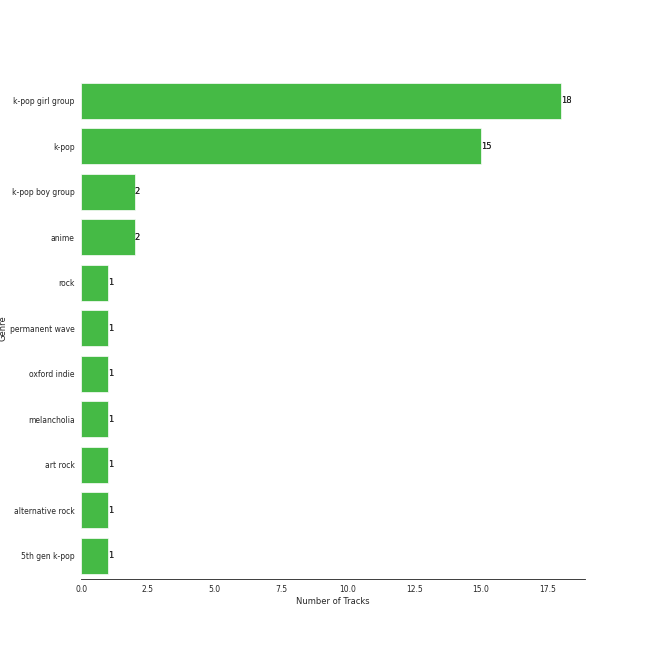 k-pop girl group 18
k-pop 15
k-pop boy group 2
anime 2
rock 1
permanent wave 1
oxford indie 1
melancholia 1
art rock 1
alternative rock 1
5th gen k-pop 1
Genre
0.0 2.5 5.0 7.5 10.0 12.5 15.0 17.5
Number of Tracks